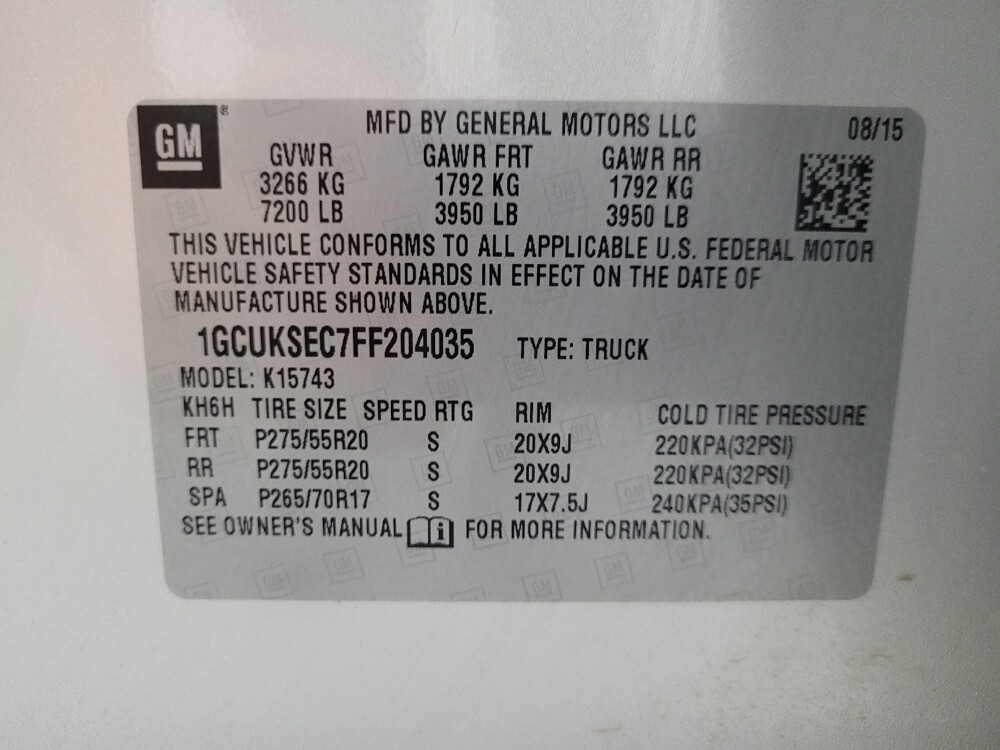 GM®
MFD BY GENERAL MOTORS LLC 08/15
GVWR GAWR FRT GAWR RR
3266 KG 1792 KG 1792 KG
7200 LB 3950 LB 3950 LB
THIS VEHICLE CONFORMS TO ALL APPLICABLE U.S. FEDERAL MOTOR
VEHICLE SAFETY STANDARDS IN EFFECT ON THE DATE OF
MANUFACTURE SHOWN ABOVE.
1GCUKSEC7FF204035 TYPE: TRUCK
MODEL: K15743
KH6H TIRE SIZE SPEED RTG RIM COLD TIRE PRESSURE
FRT P275/55R20 S 20X9J 220KPA(32PSI)
RR P275/55R20 S 20X9J 220KPA(32PSI)
SPA P265/70R17 S 17X7.5J 240KPA(35PSI)
SEE OWNER'S MANUAL i FOR MORE INFORMATION.